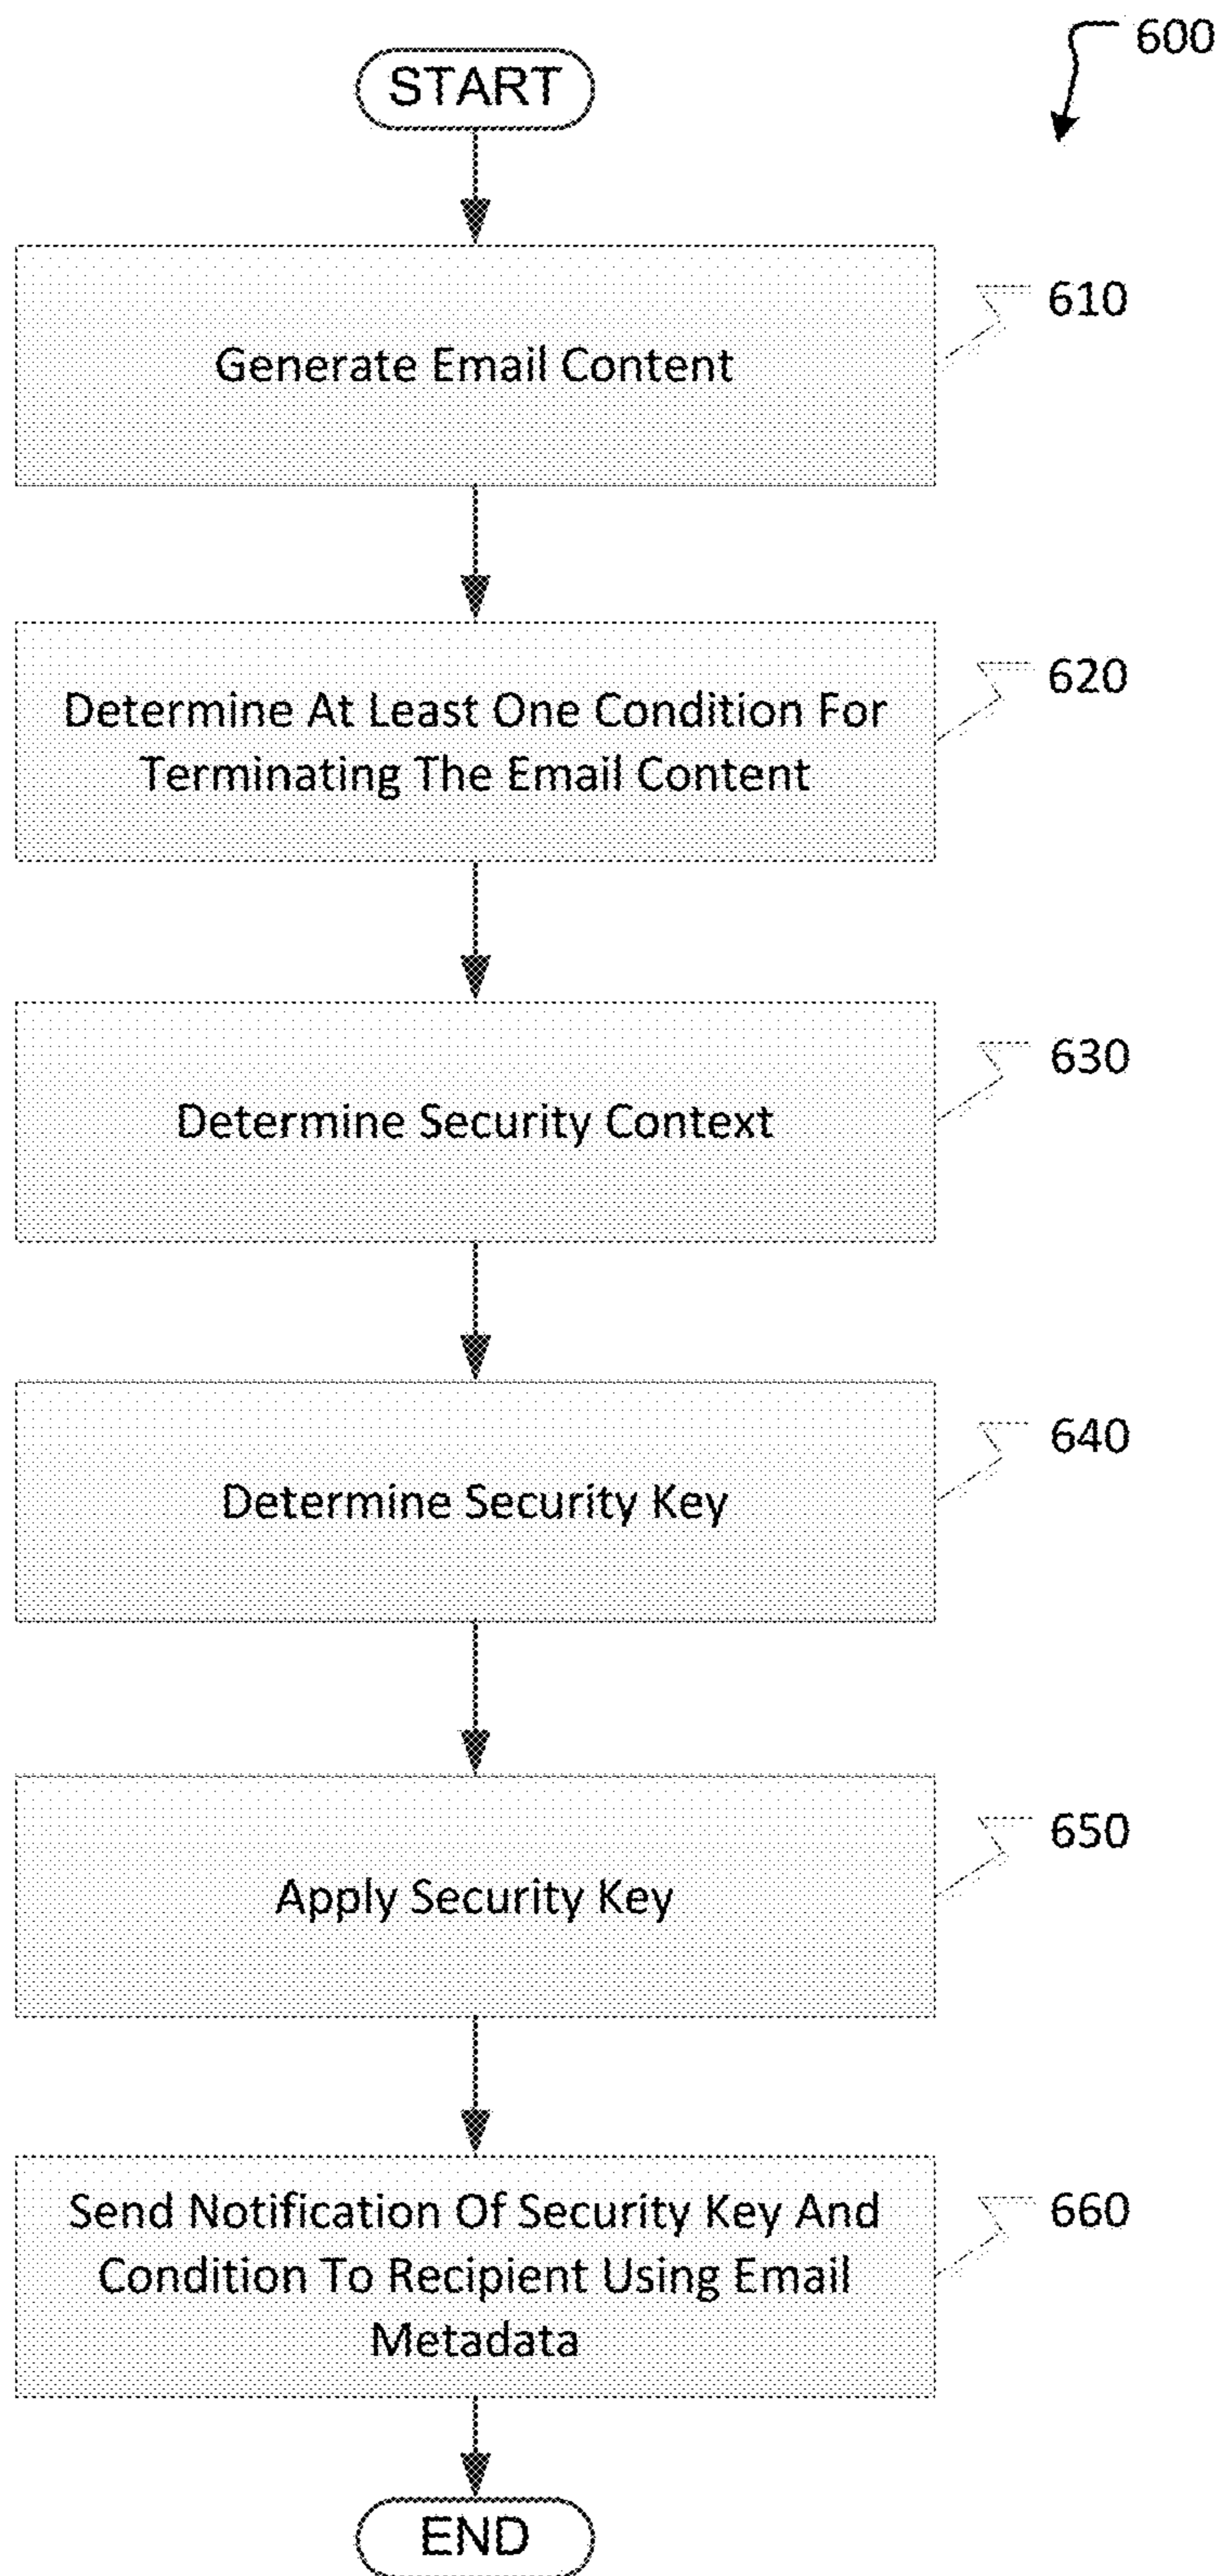 600
START
Generate Email Content
610
Determine At Least One Condition For
Terminating The Email Content
620
Determine Security Context
630
Determine Security Key
640
Apply Security Key
650
Send Notification Of Security Key And
Condition To Recipient Using Email
Metadata
660
END